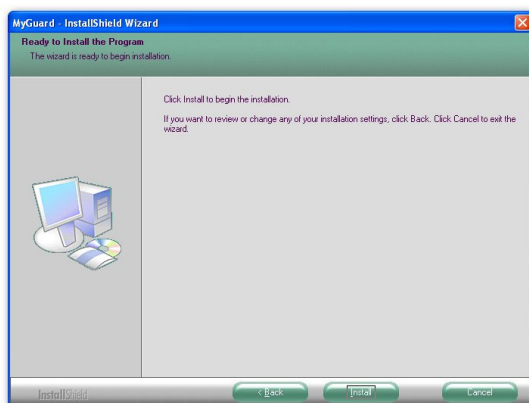 MyGuard - InstallShield Wizard
Ready to Install the Program
The wizard is ready to begin installation.
Click Install to begin the installation.
If you want to review or change any of your installation settings, click Back. Click Cancel to exit the
wizard.
InstallShield
< Back
Install
Cancel